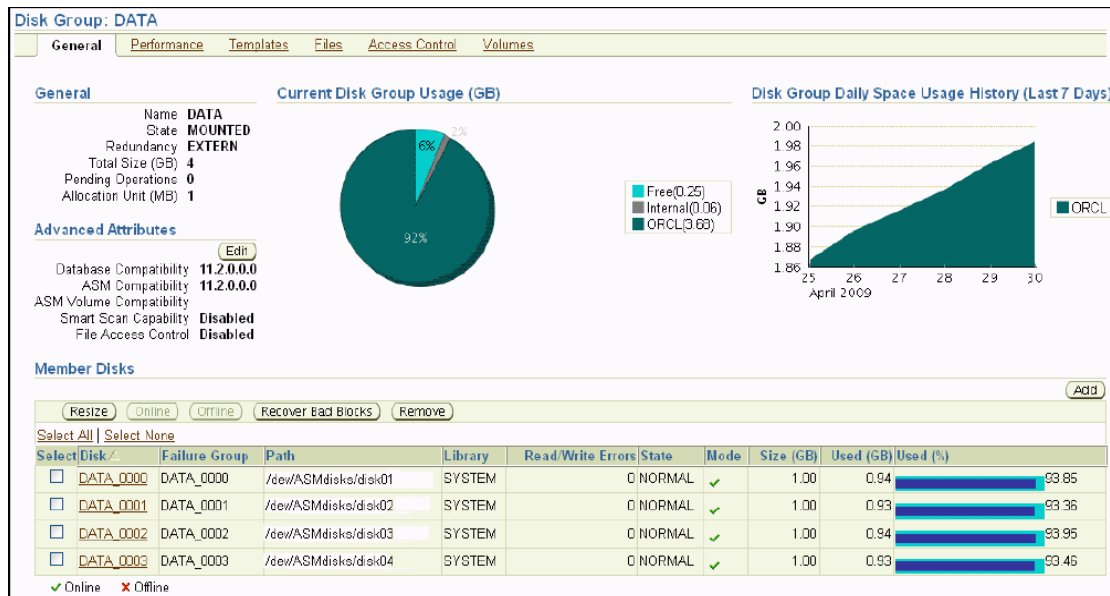 Disk Group: DATA
General Performance Templates Files Access Control Volumes
General
Name DATA
State MOUNTED
Redundancy EXTERN
Total Size (GB) 4
Pending Operations 0
Allocation Unit (MB) 1
Advanced Attributes
Edit
Database Compatibility 11.2.0.0.0
ASM Compatibility 11.2.0.0.0
ASM Volume Compatibility
Smart Scan Capability Disabled
File Access Control Disabled
Current Disk Group Usage (GB)
2%
6%
92%
Free(0.25)
Internal(0.06)
ORCL(3.68)
Disk Group Daily Space Usage History (Last 7 Days)
2.00
1.98
1.96
1.94
1.92
1.90
1.88
1.86
GB
25 26 27 28 29 30
April 2009
ORCL
Member Disks
Add
Resize Online Offline Recover Bad Blocks Remove
Select All | Select None
Select Disk Failure Group Path Library Read/Write Errors State Mode Size (GB) Used (GB) Used (%)
DATA_0000 DATA_0000 /dev/ASMdisks/disk01 SYSTEM 0 NORMAL 1.00 0.94 93.85
DATA_0001 DATA_0001 /dev/ASMdisks/disk02 SYSTEM 0 NORMAL 1.00 0.93 93.36
DATA_0002 DATA_0002 /dev/ASMdisks/disk03 SYSTEM 0 NORMAL 1.00 0.94 93.95
DATA_0003 DATA_0003 /dev/ASMdisks/disk04 SYSTEM 0 NORMAL 1.00 0.93 93.46
Online Offline